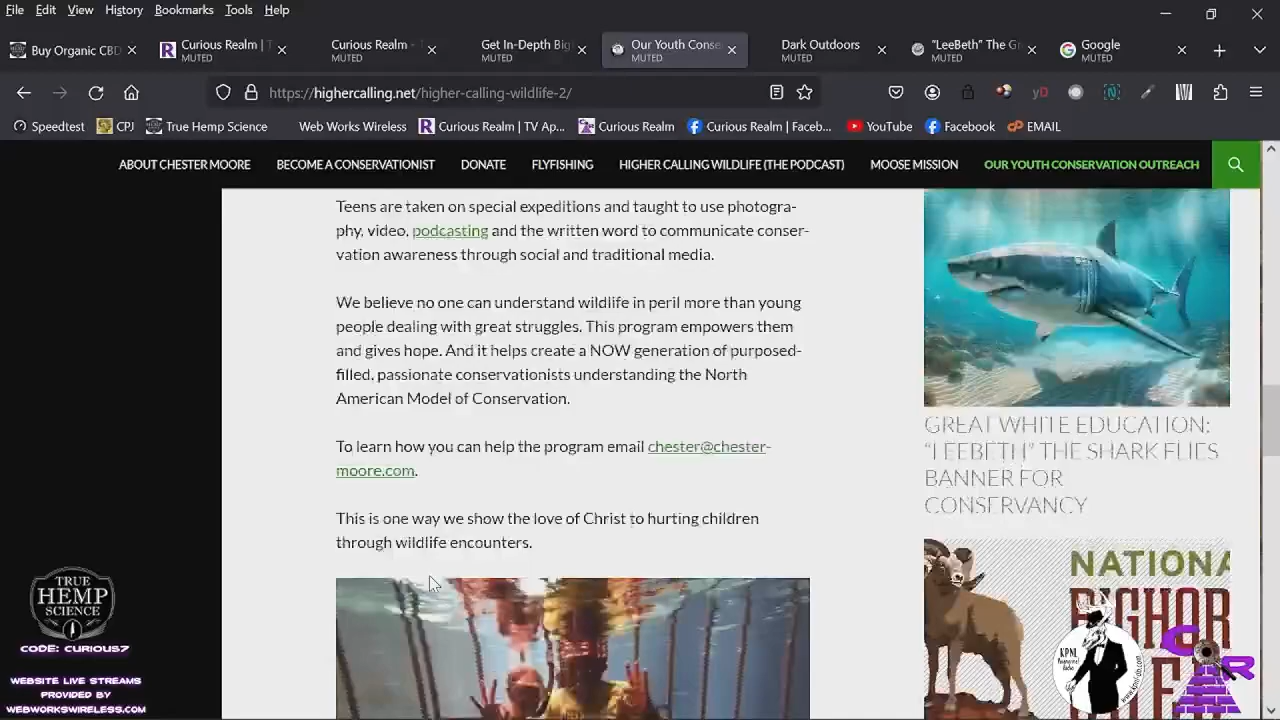 File Edit View History Bookmarks Tools Help
Buy Organic CBD
Curious Realm | T
MUTED
Curious Realm -
MUTED
Get In-Depth Big
MUTED
Our Youth Conse
MUTED
Dark Outdoors
MUTED
"LeeBeth" The Gr
MUTED
Google
MUTED
https://highercalling.net/higher-calling-wildlife-2/
Speedtest CPJ True Hemp Science Web Works Wireless Curious Realm | TV Ap... Curious Realm Curious Realm | Faceb... YouTube Facebook EMAIL
ABOUT CHESTER MOORE BECOME A CONSERVATIONIST DONATE FLYFISHING HIGHER CALLING WILDLIFE (THE PODCAST) MOOSE MISSION OUR YOUTH CONSERVATION OUTREACH
Teens are taken on special expeditions and taught to use photogra-
phy, video, podcasting and the written word to communicate conser-
vation awareness through social and traditional media.
We believe no one can understand wildlife in peril more than young
people dealing with great struggles. This program empowers them
and gives hope. And it helps create a NOW generation of purposed-
filled, passionate conservationists understanding the North
American Model of Conservation.
To learn how you can help the program email chester@chester-
moore.com.
This is one way we show the love of Christ to hurting children
through wildlife encounters.
GREAT WHITE EDUCATION:
"LEEBETH" THE SHARK FLIES
BANNER FOR
CONSERVANCY
NATIONA
BIGHOR
TRUE
HEMP
SCIENCE
CODE: CURIOUS7
WEBSITE LIVE STREAMS
PROVIDED BY
WEBWORKSWIRELESS.COM
KPNL
C R